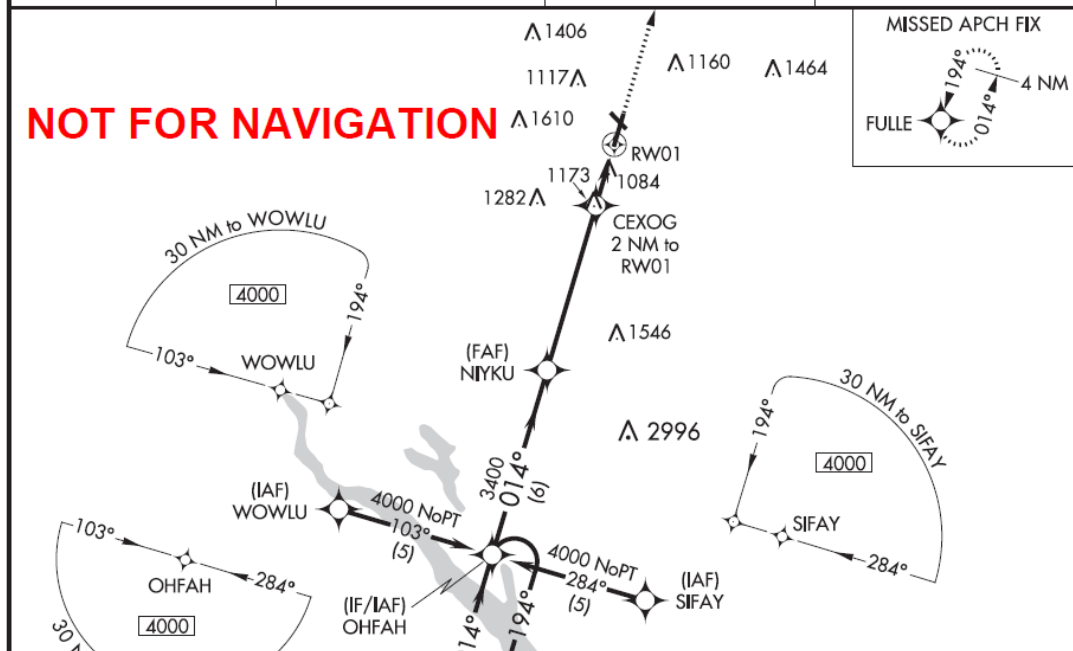 MISSED APCH FIX
194°
4 NM
014°
FULLE
1406
1160
1464
1117
NOT FOR NAVIGATION
1610
RW01
1173
1084
1282
CEXOG
2 NM to
RW01
30 NM to WOWLU
4000
194°
103°
WOWLU
1546
(FAF)
NIYKU
2996
30 NM to SIFAY
194°
4000
SIFAY
284°
3400
014°
(6)
(IAF)
WOWLU
4000 NoPT
103°
(5)
4000 NoPT
284°
(5)
(IAF)
SIFAY
103°
OHFAH
284°
4000
30 N
(IF/IAF)
OHFAH
14°
194°